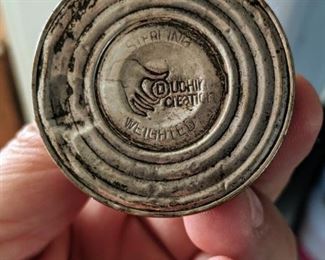 STERLING
DUCHIN
CREATION
WEIGHTED